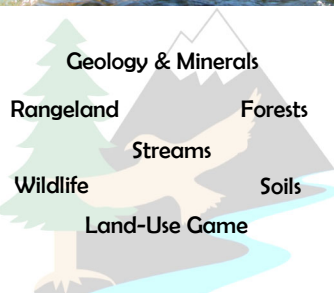 Geology & Minerals
Rangeland Forests
Streams
Wildlife Soils
Land-Use Game